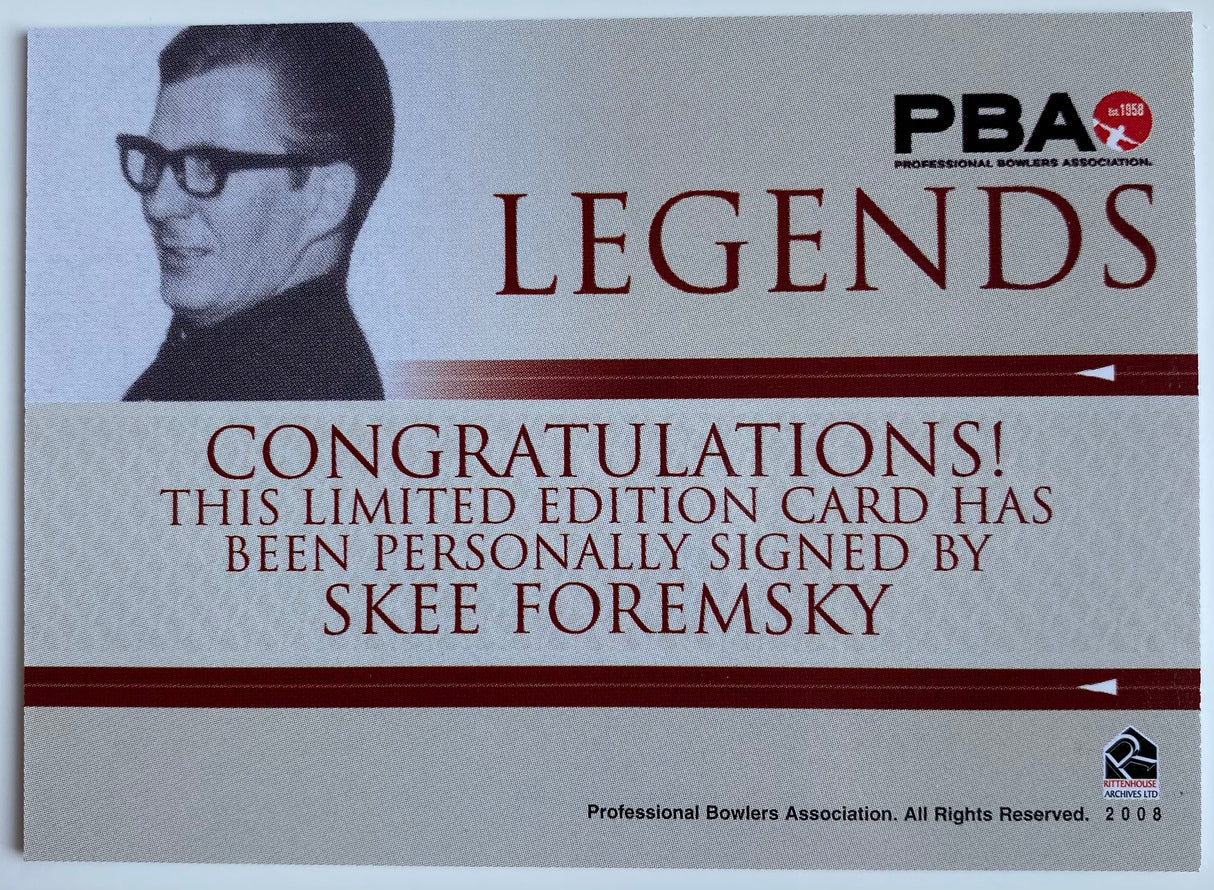 PBA
Est. 1958
PROFESSIONAL BOWLERS ASSOCIATION.
LEGENDS
CONGRATULATIONS!
THIS LIMITED EDITION CARD HAS
BEEN PERSONALLY SIGNED BY
SKEE FOREMSKY
RITTENHOUSE
ARCHIVES LTD
Professional Bowlers Association. All Rights Reserved. 2008